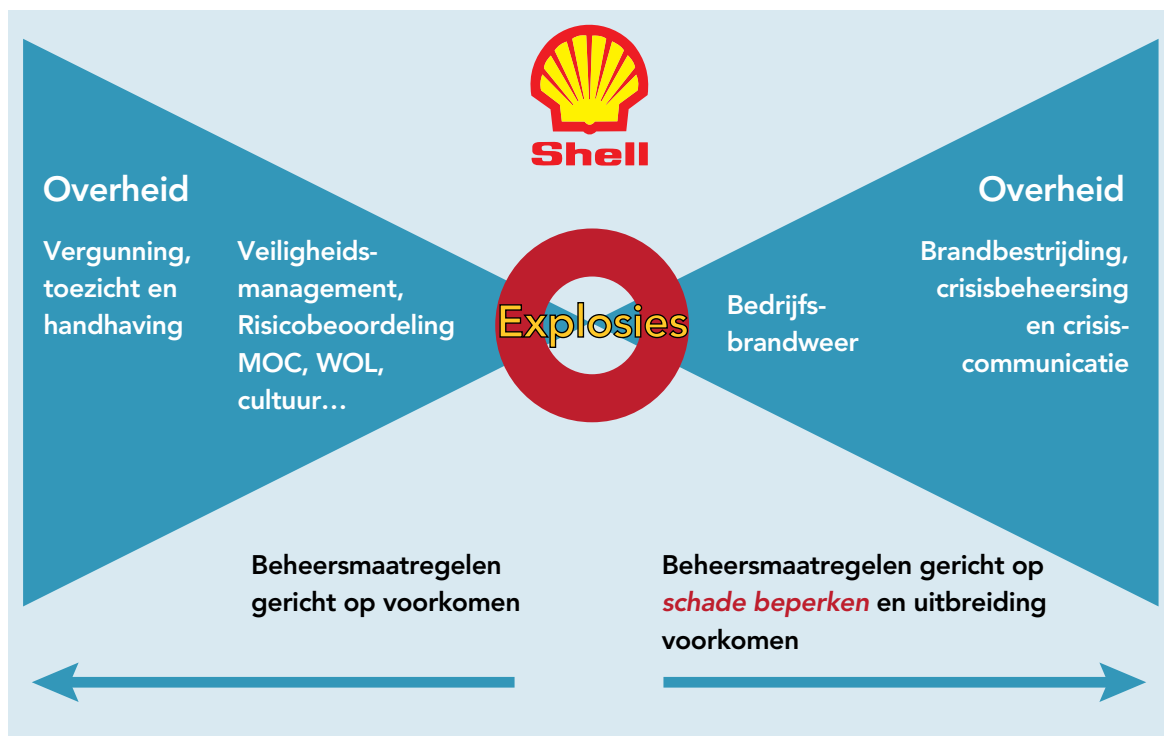 Shell
Overheid
Vergunning,
toezicht en
handhaving
Veiligheids-
management,
Risicobeoordeling
MOC, WOL,
cultuur…
Explosies
Bedrijfs-
brandweer
Overheid
Brandbestrijding,
crisisbeheersing
en crisis-
communicatie
Beheersmaatregelen
gericht op voorkomen
Beheersmaatregelen gericht op
schade beperken en uitbreiding
voorkomen